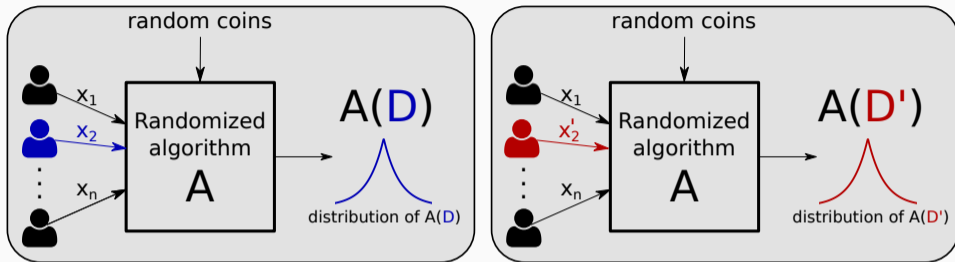 random coins
x1
x2
xn
Randomized
algorithm
A
A(D)
distribution of A(D)
random coins
x1
x'2
xn
Randomized
algorithm
A
A(D')
distribution of A(D')